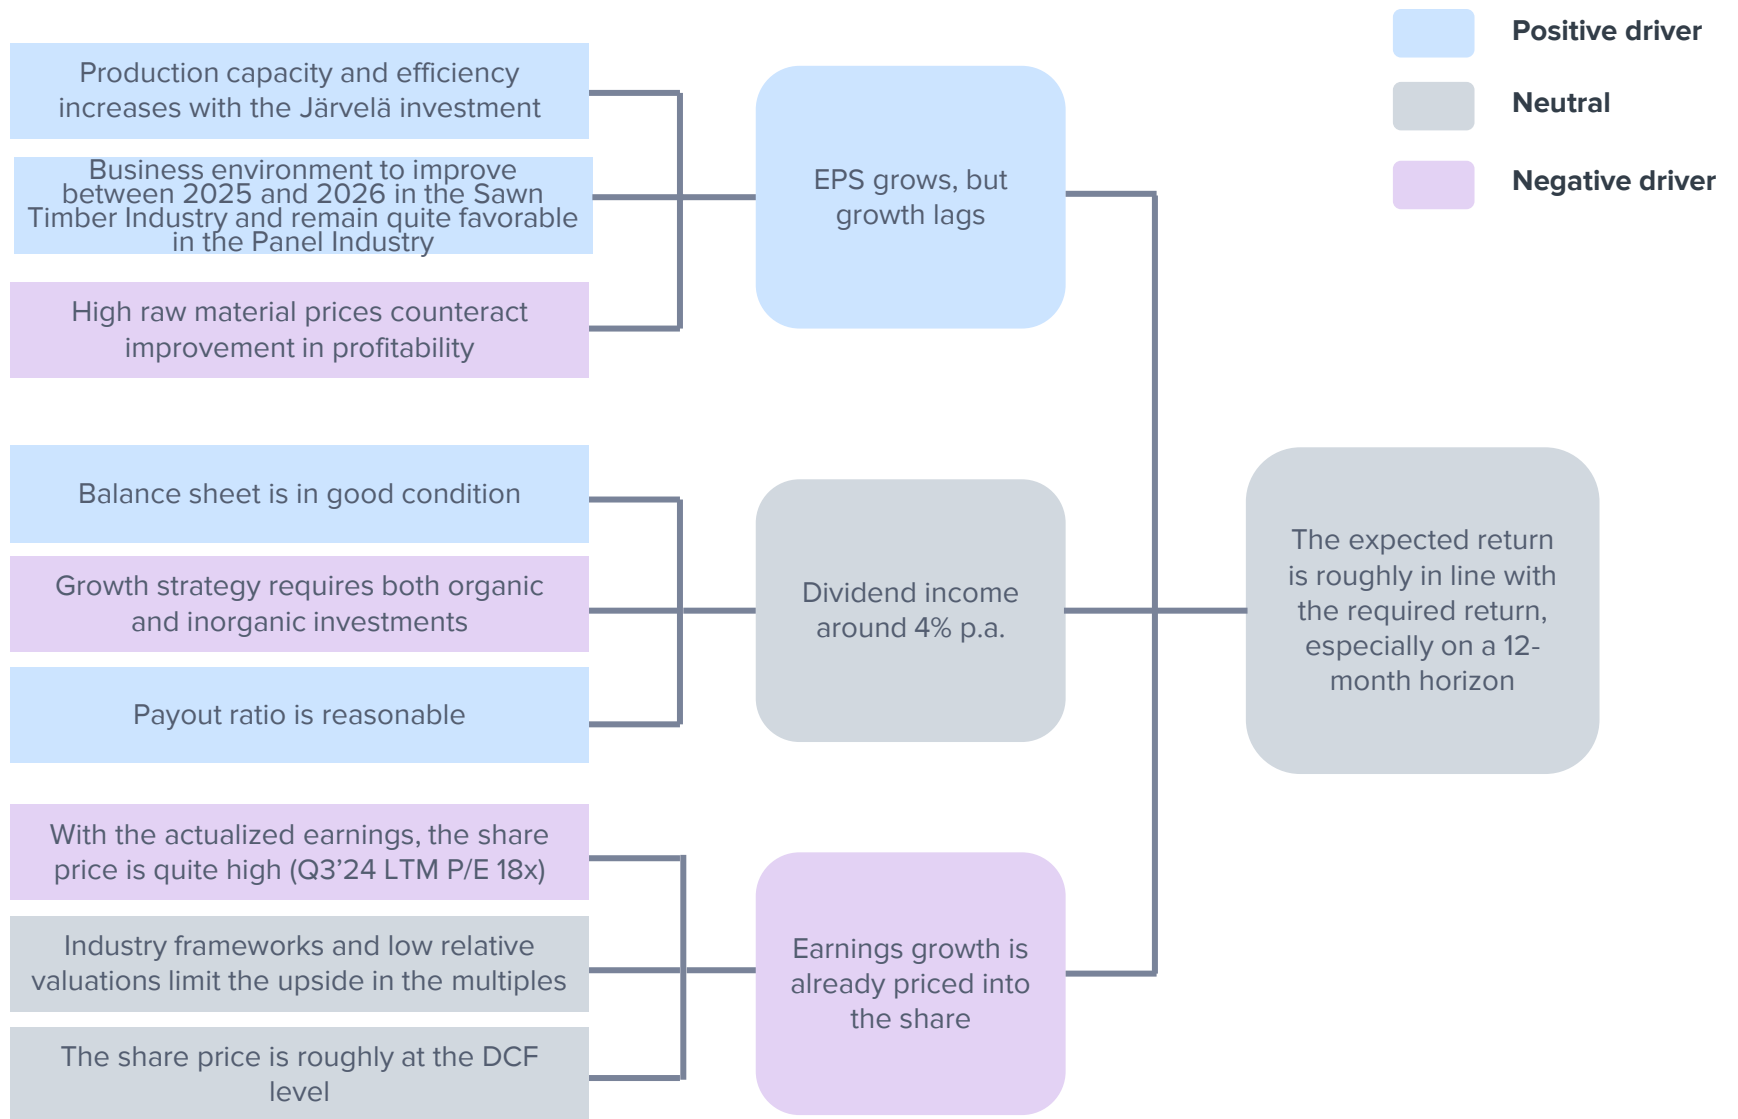 Positive driver
Neutral
Negative driver
Production capacity and efficiency
increases with the Järvelä investment
Business environment to improve
between 2025 and 2026 in the Sawn
Timber Industry and remain quite favorable
in the Panel Industry
High raw material prices counteract
improvement in profitability
EPS grows, but
growth lags
Balance sheet is in good condition
Growth strategy requires both organic
and inorganic investments
Payout ratio is reasonable
Dividend income
around 4% p.a.
With the actualized earnings, the share
price is quite high (Q3’24 LTM P/E 18x)
Industry frameworks and low relative
valuations limit the upside in the multiples
The share price is roughly at the DCF
level
Earnings growth is
already priced into
the share
The expected return
is roughly in line with
the required return,
especially on a 12-
month horizon